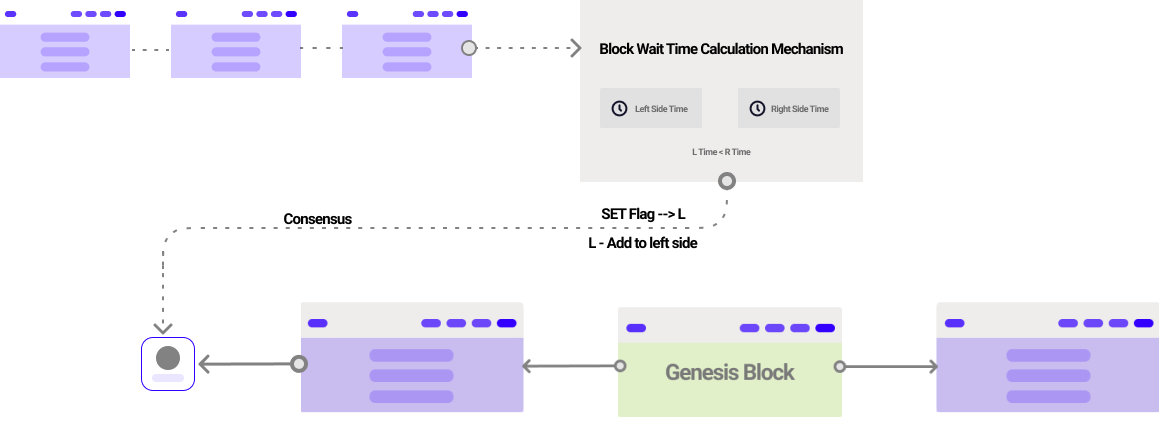 Block Wait Time Calculation Mechanism
Left Side Time
Right Side Time
L Time < R Time
Consensus
SET Flag --> L
L - Add to left side
Genesis Block